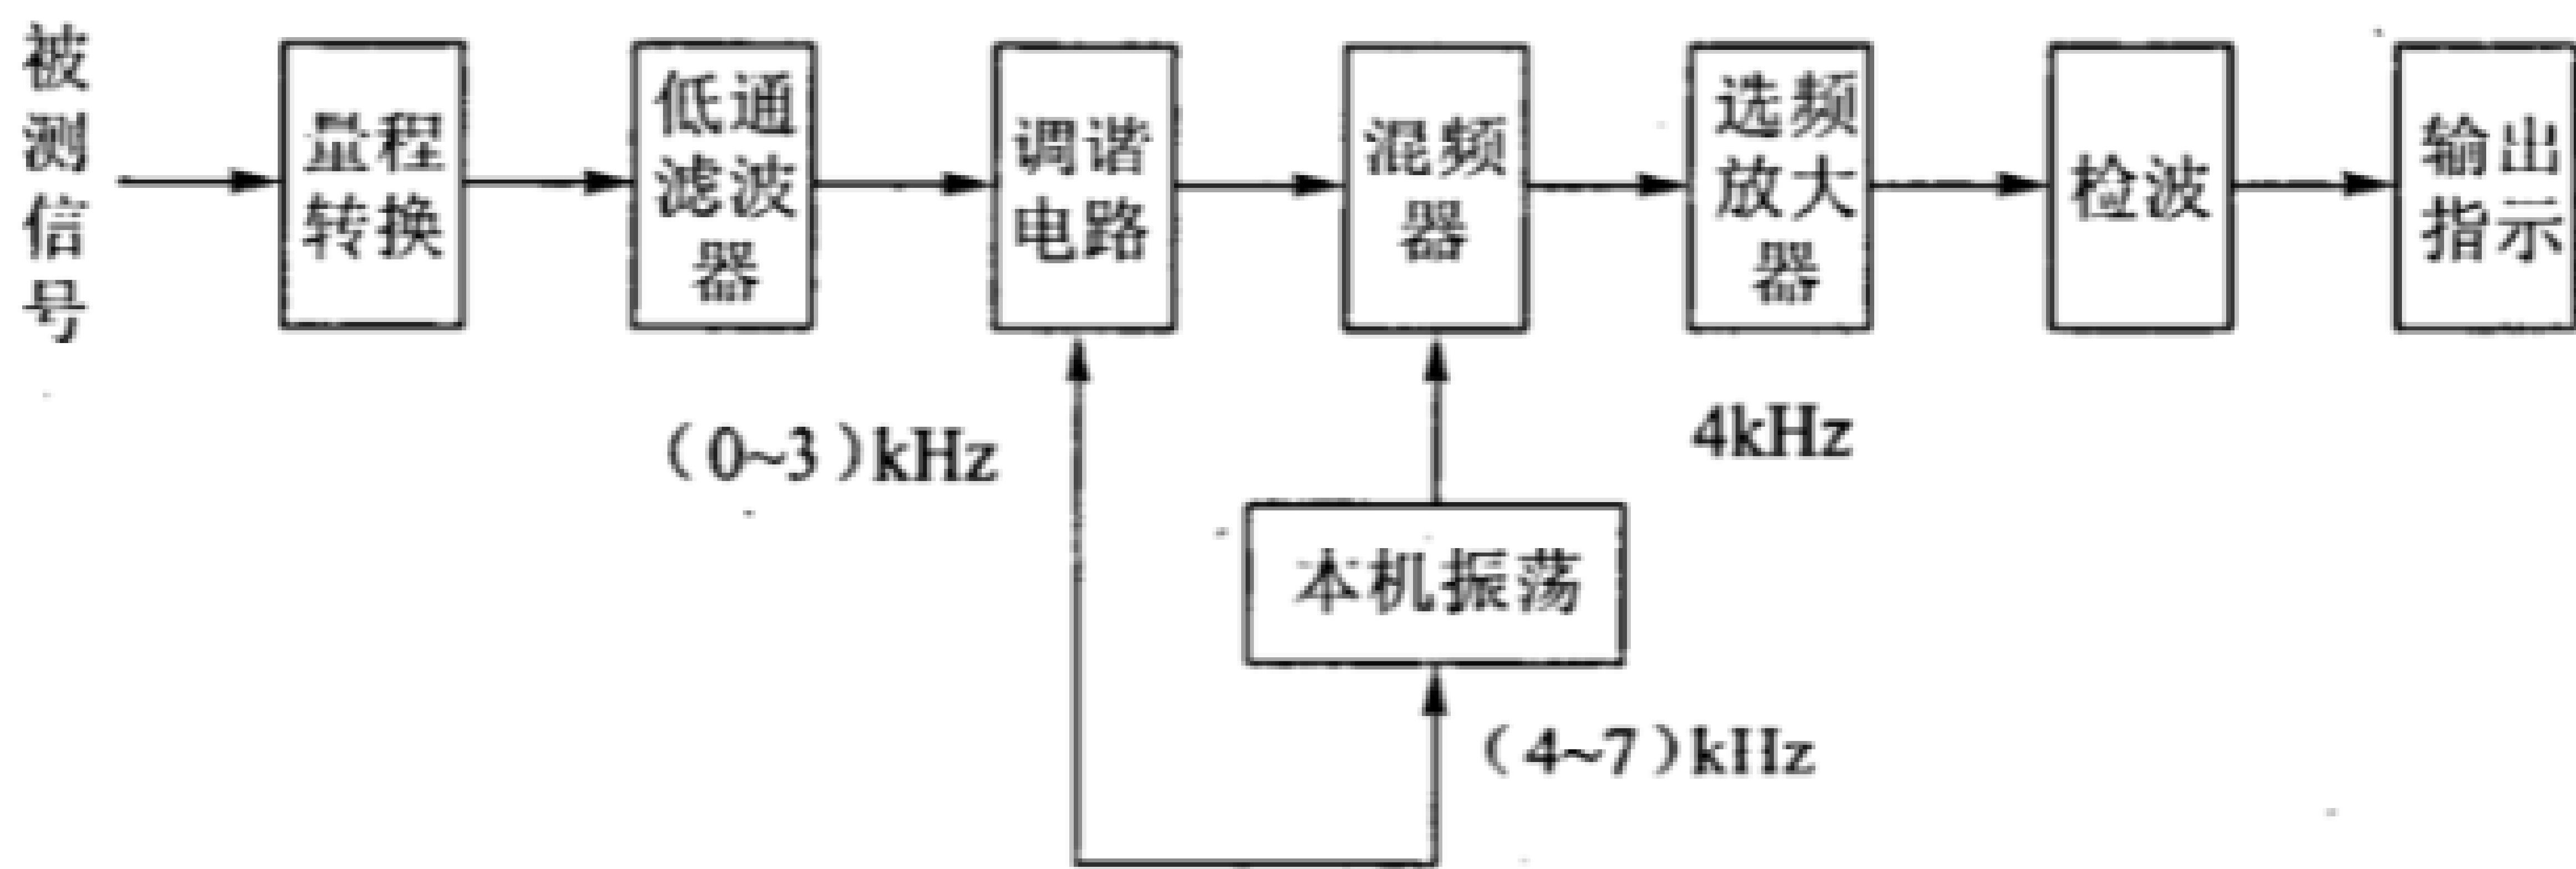 被
测
信
号
量程
转换
低通
滤波
器
调谐
电路
混频
器
选频
放大
器
检波
输出
指示
(0~3)kHz
4kHz
本机振荡
(4~7)kHz